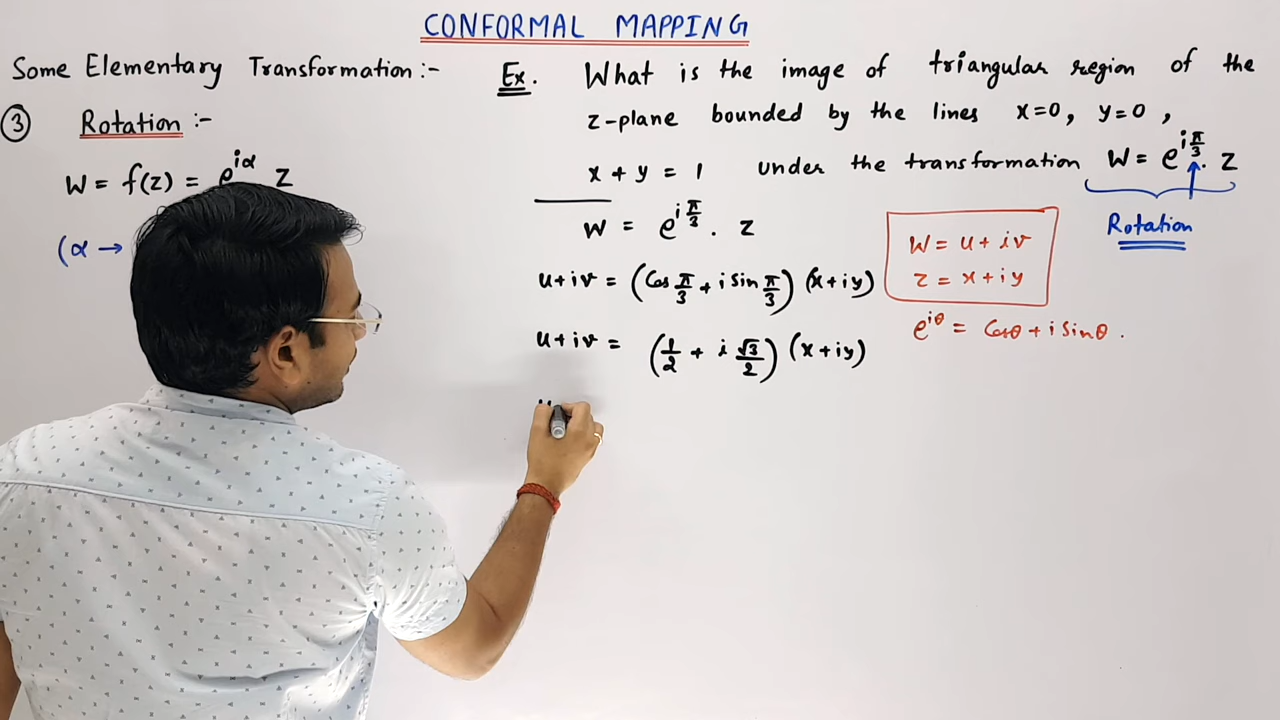 CONFORMAL MAPPING
Some Elementary Transformation :-
③ Rotation :-
W = f(z) = e^{iα} z
(α →
Ex. What is the image of triangular region of the
z-plane bounded by the lines x=0, y=0,
x + y = 1 under the transformation W = e^{i π/3} . z
Rotation
W = e^{i π/3} . z
u + iv = (Cos π/3 + i Sin π/3) (x + iy)
u + iv = (1/2 + i √3/2) (x + iy)
W = u + iv
z = x + iy
e^{iθ} = Cosθ + i Sinθ .